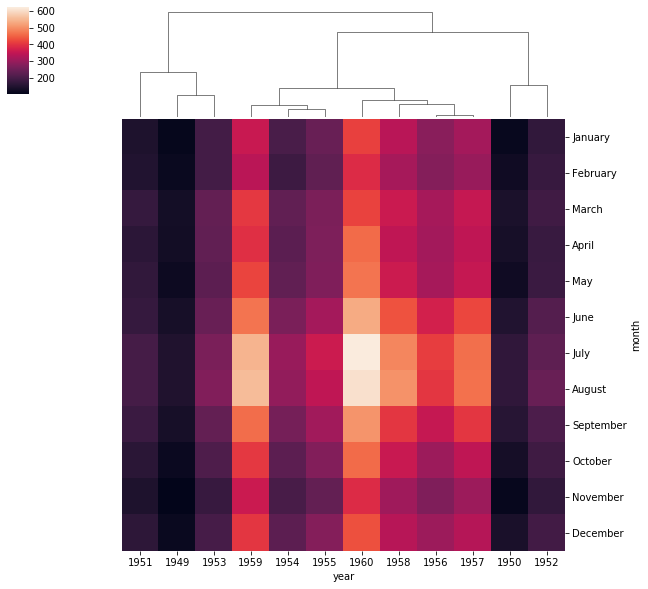 600
500
400
300
200
January
February
March
April
May
June
July
August
September
October
November
December
month
1951 1949 1953 1959 1954 1955 1960 1958 1956 1957 1950 1952
year